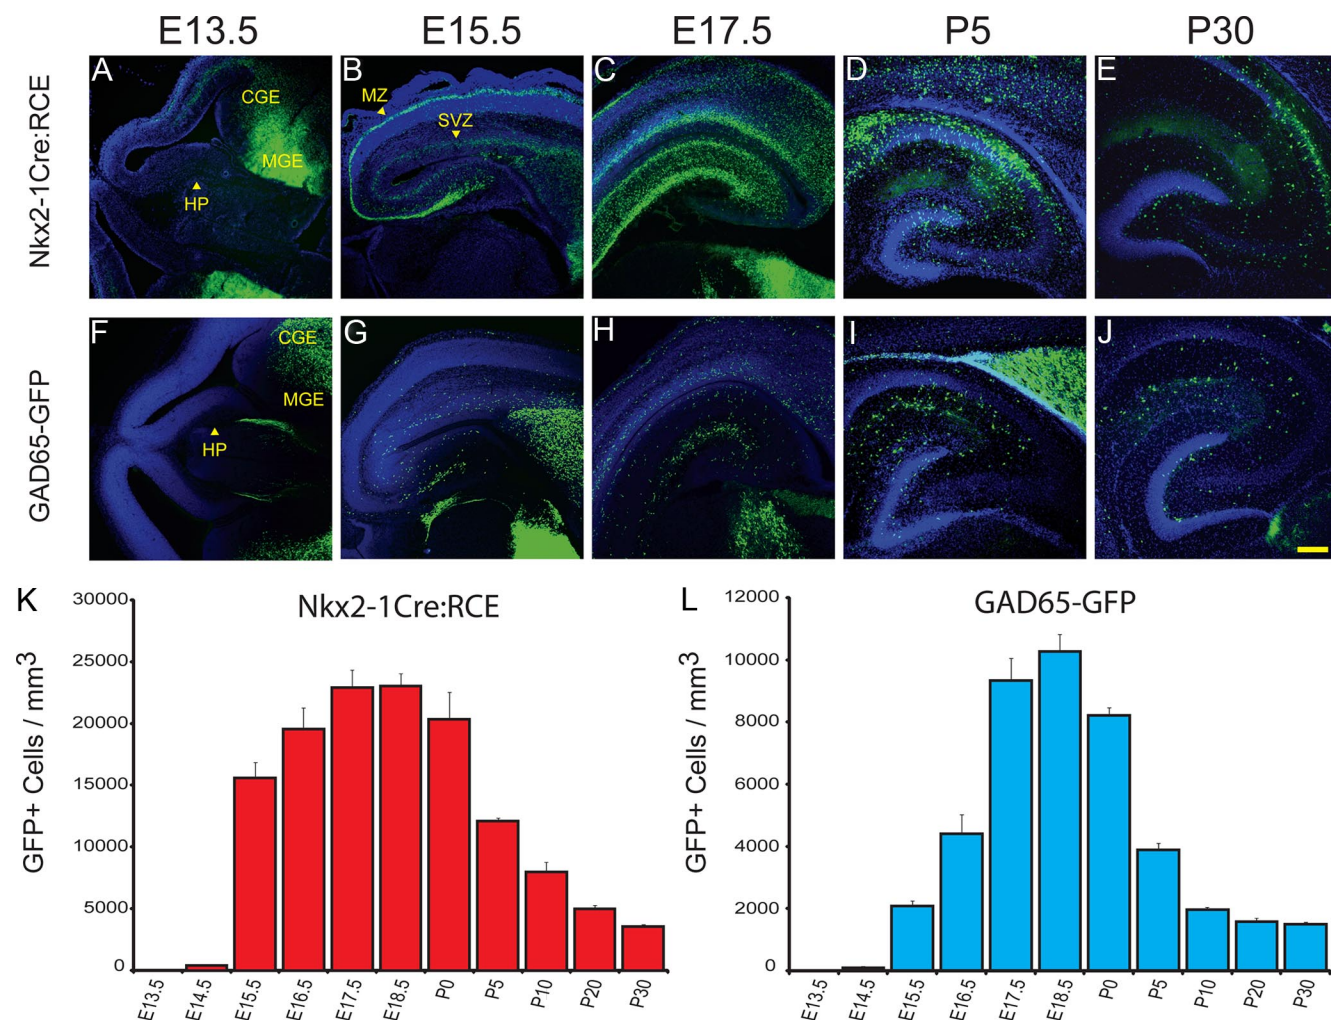 E13.5 E15.5 E17.5 P5 P30
Nkx2-1Cre:RCE
A B C D E
CGE
MGE
HP
MZ
SVZ
GAD65-GFP
F G H I J
CGE
MGE
HP
K
Nkx2-1Cre:RCE
GFP+ Cells / mm3
30000
25000
20000
15000
10000
5000
0
E13.5 E14.5 E15.5 E16.5 E17.5 E18.5 P0 P5 P10 P20 P30
L
GAD65-GFP
GFP+ Cells / mm3
12000
10000
8000
6000
4000
2000
0
E13.5 E14.5 E15.5 E16.5 E17.5 E18.5 P0 P5 P10 P20 P30